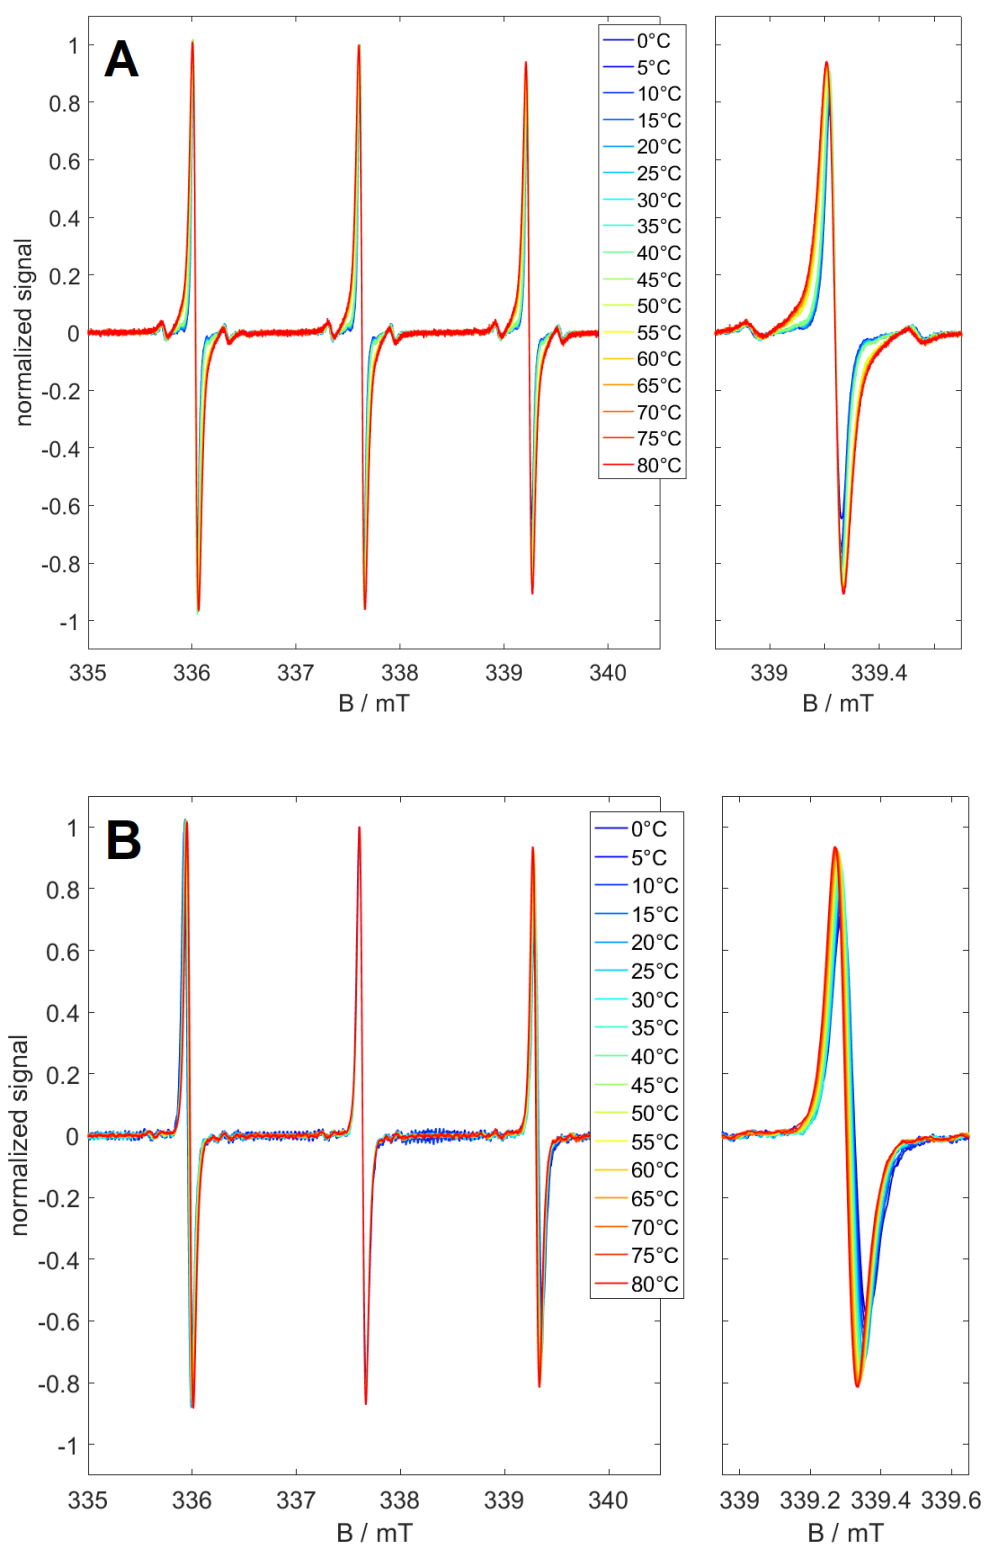 A
normalized signal
1
0.8
0.6
0.4
0.2
0
-0.2
-0.4
-0.6
-0.8
-1
335 336 337 338 339 340
B / mT
0°C
5°C
10°C
15°C
20°C
25°C
30°C
35°C
40°C
45°C
50°C
55°C
60°C
65°C
70°C
75°C
80°C
339 339.4
B / mT
B
normalized signal
1
0.8
0.6
0.4
0.2
0
-0.2
-0.4
-0.6
-0.8
-1
335 336 337 338 339 340
B / mT
0°C
5°C
10°C
15°C
20°C
25°C
30°C
35°C
40°C
45°C
50°C
55°C
60°C
65°C
70°C
75°C
80°C
339 339.2 339.4 339.6
B / mT